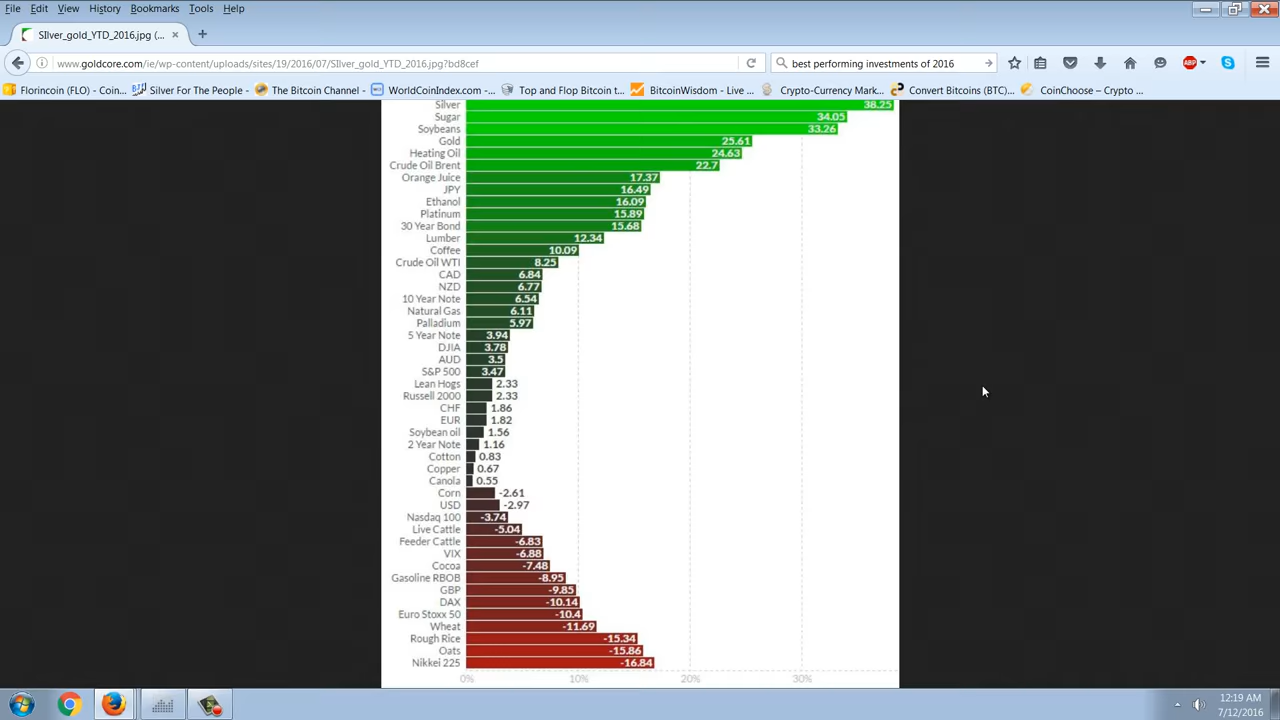 File Edit View History Bookmarks Tools Help
SIlver_gold_YTD_2016.jpg (...
www.goldcore.com/ie/wp-content/uploads/sites/19/2016/07/SIlver_gold_YTD_2016.jpg?bd8cef
best performing investments of 2016
ABP
Florincoin (FLO) - Coin... Silver For The People - The Bitcoin Channel - WorldCoinIndex.com -... Top and Flop Bitcoin t... BitcoinWisdom - Live ... Crypto-Currency Mark... Convert Bitcoins (BTC)... CoinChoose – Crypto ...
Silver 38.25
Sugar 34.05
Soybeans 33.26
Gold 25.61
Heating Oil 24.63
Crude Oil Brent 22.7
Orange Juice 17.37
JPY 16.49
Ethanol 16.09
Platinum 15.89
30 Year Bond 15.68
Lumber 12.34
Coffee 10.09
Crude Oil WTI 8.25
CAD 6.84
NZD 6.77
10 Year Note 6.54
Natural Gas 6.11
Palladium 5.97
5 Year Note 3.94
DJIA 3.78
AUD 3.5
S&P 500 3.47
Lean Hogs 2.33
Russell 2000 2.33
CHF 1.86
EUR 1.82
Soybean oil 1.56
2 Year Note 1.16
Cotton 0.83
Copper 0.67
Canola 0.55
Corn -2.61
USD -2.97
Nasdaq 100 -3.74
Live Cattle -5.04
Feeder Cattle -6.83
VIX -6.88
Cocoa -7.48
Gasoline RBOB -8.95
GBP -9.85
DAX -10.14
Euro Stoxx 50 -10.4
Wheat -11.69
Rough Rice -15.34
Oats -15.86
Nikkei 225 -16.84
0% 10% 20% 30%
12:19 AM
7/12/2016